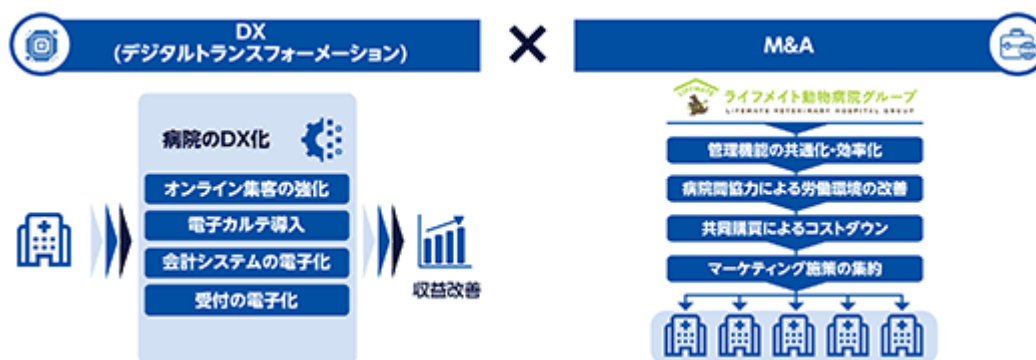 DX
(デジタルトランスフォーメーション)
×
M&A
病院のDX化
オンライン集客の強化
電子カルテ導入
会計システムの電子化
受付の電子化
収益改善
LIFEMATE
ライフメイト動物病院グループ
LIFEMATE VETERINARY HOSPITAL GROUP
管理機能の共通化・効率化
病院間協力による労働環境の改善
共同購買によるコストダウン
マーケティング施策の集約